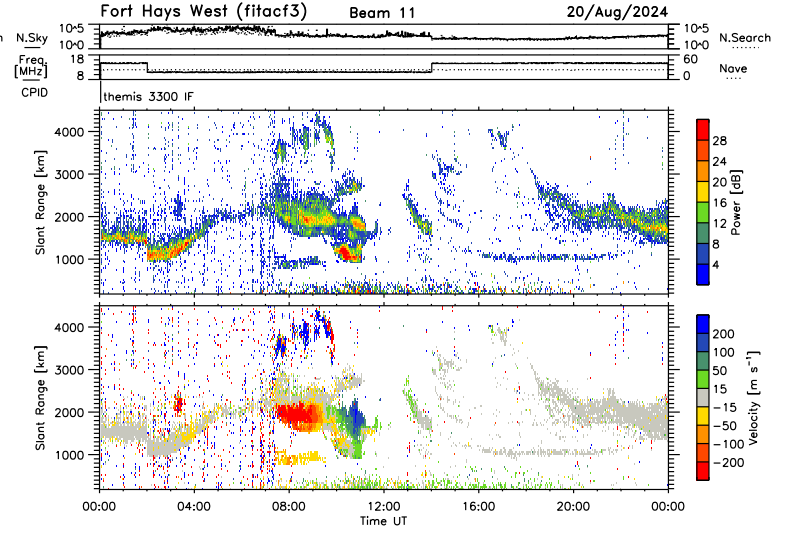 Fort Hays West (fitacf3) Beam 11 20/Aug/2024
N.Sky 10^5 10^0 10^5 10^0 N.Search
Freq. [MHz] 18 8 60 0 Nave
CPID themis 3300 IF
Slant Range [km] 4000 3000 2000 1000
28 24 20 16 12 8 4 Power [dB]
Slant Range [km] 4000 3000 2000 1000
200 100 50 15 -15 -50 -100 -200 Velocity [m s⁻¹]
00:00 04:00 08:00 12:00 16:00 20:00 00:00
Time UT